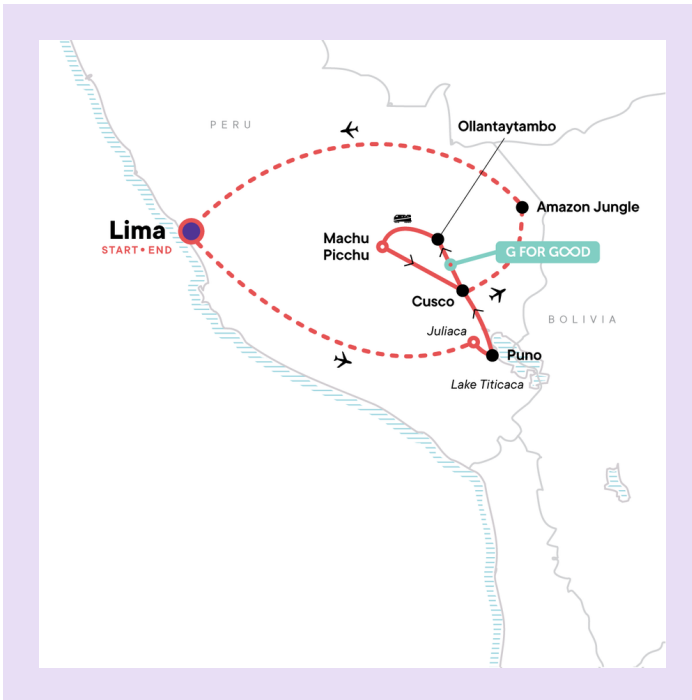 PERU
Ollantaytambo
Amazon Jungle
Lima
START • END
Machu
Picchu
G FOR GOOD
Cusco
BOLIVIA
Juliaca
Puno
Lake Titicaca